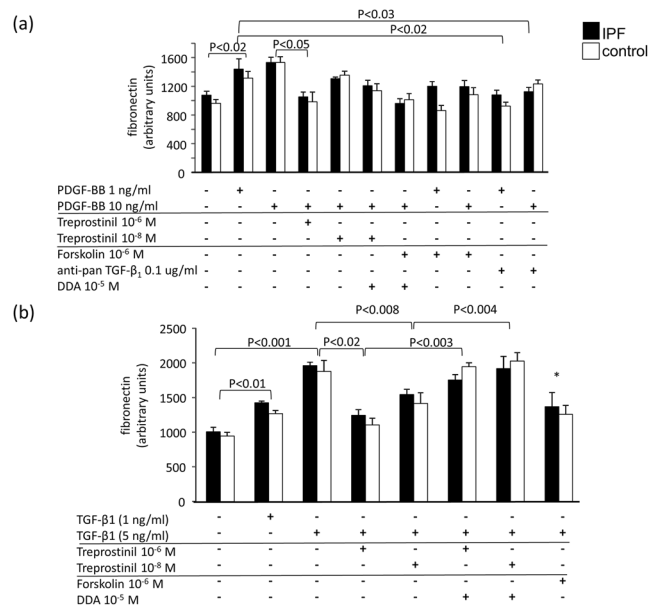 (a)
P<0.03
P<0.02
P<0.02
P<0.05
IPF
control
fibronectin
(arbitrary units)
1600
1400
1200
1000
800
600
400
200
0
PDGF-BB 1 ng/ml - + - - - - - + - + -
PDGF-BB 10 ng/ml - - + + + + + - + - +
Treprostinil 10⁻⁶ M - - - + - - - - - - -
Treprostinil 10⁻⁸ M - - - - + + - - - - -
Forskolin 10⁻⁶ M - - - - - - + + + - -
anti-pan TGF-β₁ 0.1 ug/ml - - - - - - - - - + +
DDA 10⁻⁵ M - - - - - + + - - - -
(b)
P<0.008
P<0.004
P<0.001
P<0.02
P<0.003
P<0.01
*
fibronectin
(arbitrary units)
2500
2000
1500
1000
500
0
TGF-β1 (1 ng/ml) - + - - - - - -
TGF-β1 (5 ng/ml) - - + + + + + +
Treprostinil 10⁻⁶ M - - - + - + - -
Treprostinil 10⁻⁸ M - - - - + - + -
Forskolin 10⁻⁶ M - - - - - - - +
DDA 10⁻⁵ M - - - - - + + -